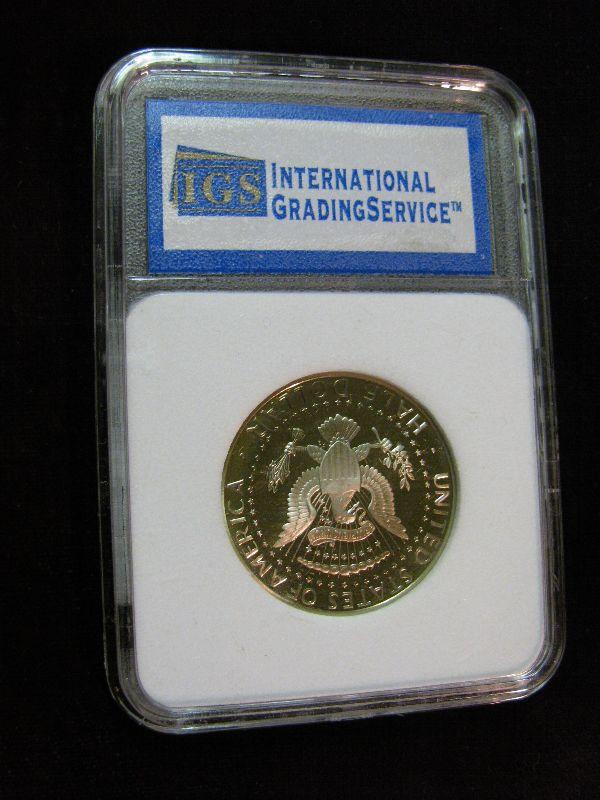 IGS
INTERNATIONAL
GRADINGSERVICE™
UNITED STATES OF AMERICA
HALF DOLLAR